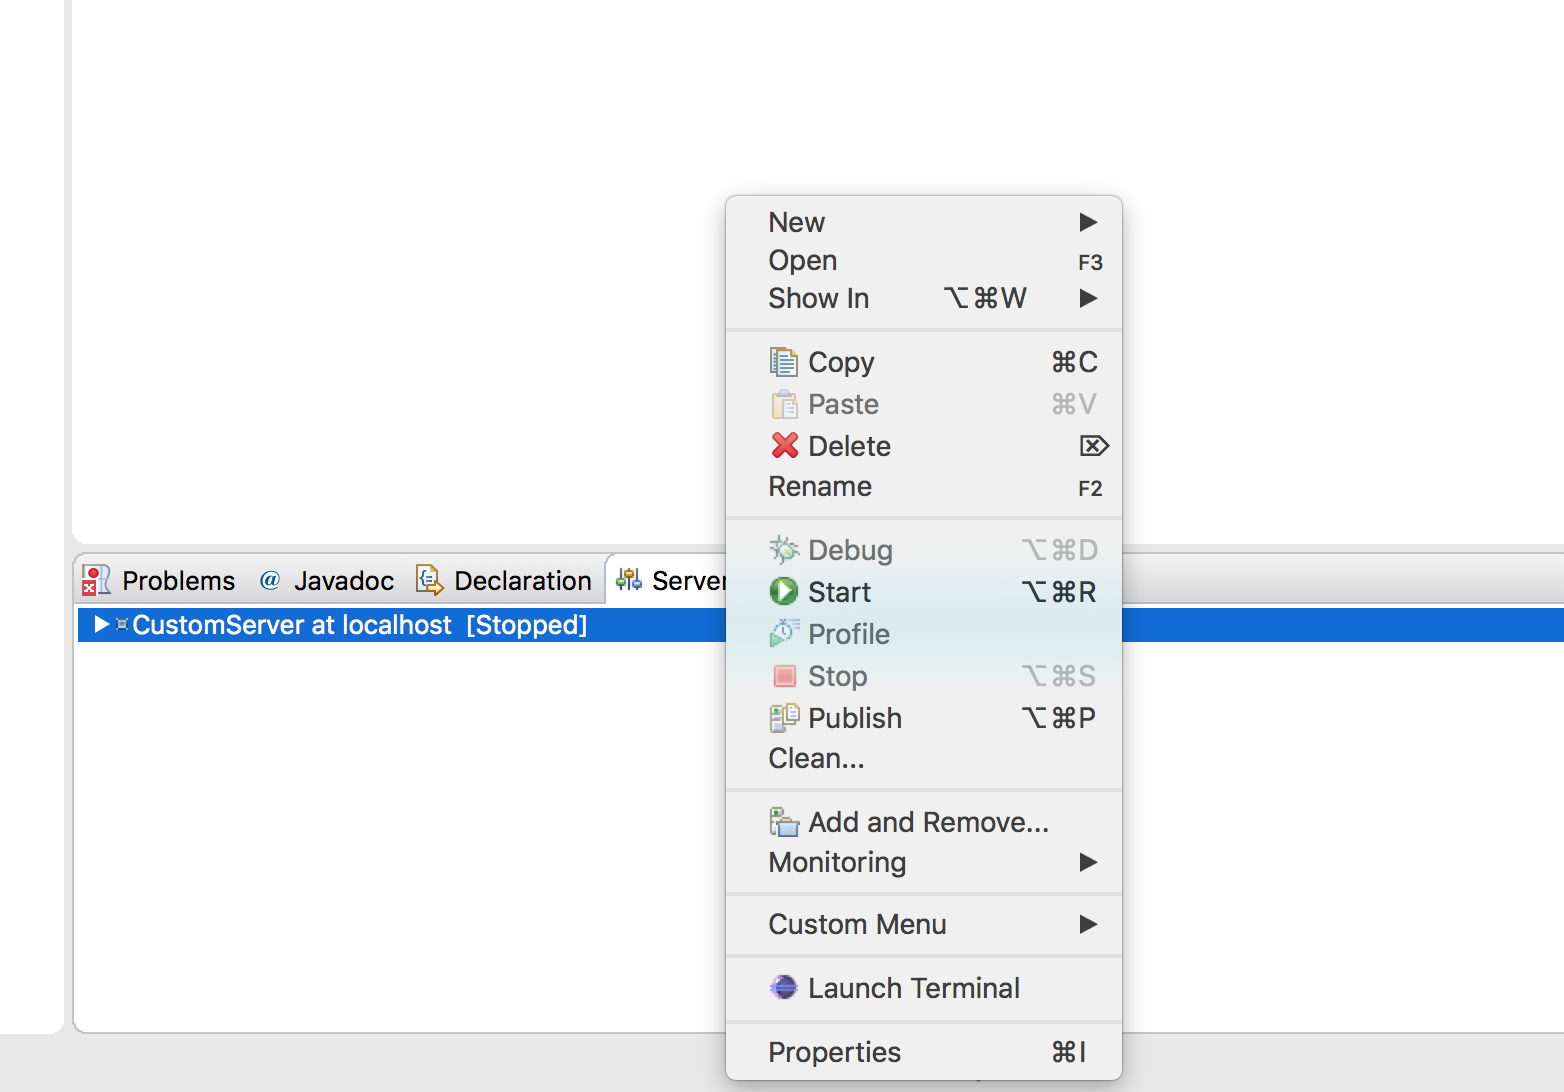 New
Open F3
Show In ⌥⌘W
Copy ⌘C
Paste ⌘V
Delete ⌦
Rename F2
Debug ⌥⌘D
Start ⌥⌘R
Profile
Stop ⌥⌘S
Publish ⌥⌘P
Clean...
Add and Remove...
Monitoring
Custom Menu
Launch Terminal
Properties ⌘I
Problems @ Javadoc Declaration Server
CustomServer at localhost [Stopped]